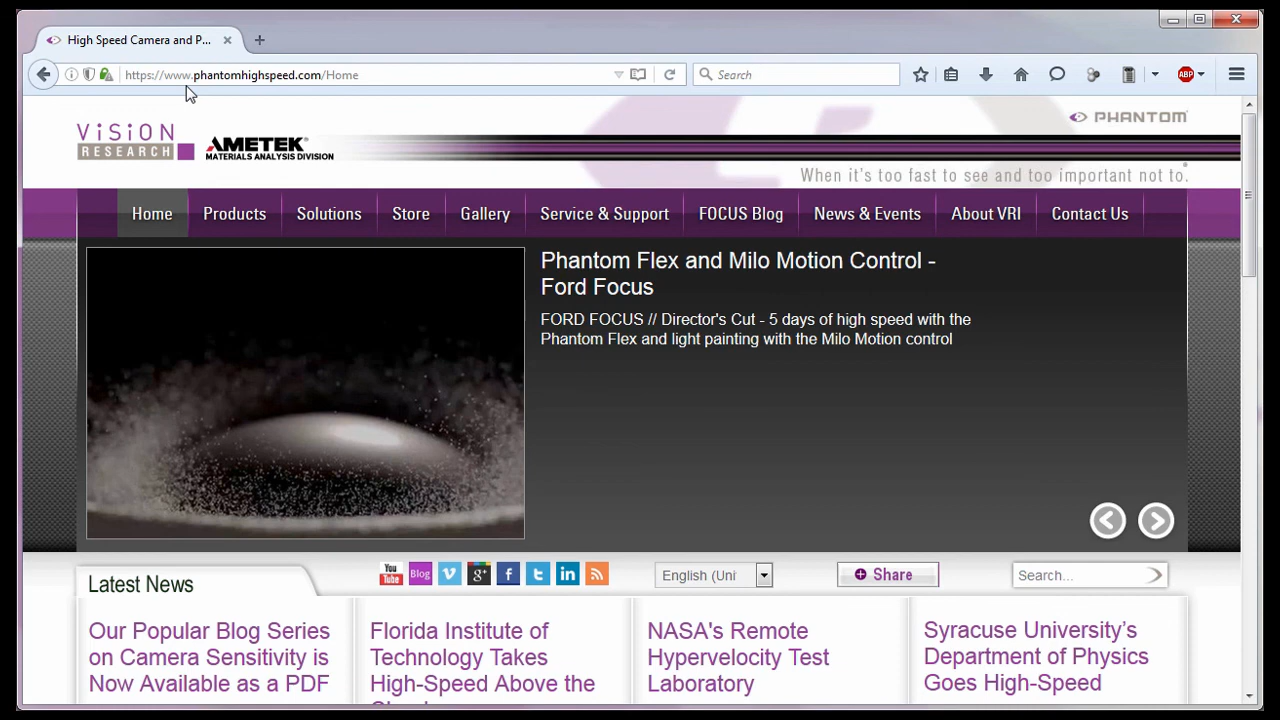 High Speed Camera and P...
https://www.phantomhighspeed.com/Home
Search
ABP
VISION
RESEARCH
AMETEK®
MATERIALS ANALYSIS DIVISION
PHANTOM
When it's too fast to see and too important not to.
Home
Products
Solutions
Store
Gallery
Service & Support
FOCUS Blog
News & Events
About VRI
Contact Us
Phantom Flex and Milo Motion Control -
Ford Focus
FORD FOCUS // Director's Cut - 5 days of high speed with the
Phantom Flex and light painting with the Milo Motion control
Latest News
You
Tube
Blog
English (Uni
Share
Search...
Our Popular Blog Series
on Camera Sensitivity is
Now Available as a PDF
Florida Institute of
Technology Takes
High-Speed Above the
NASA's Remote
Hypervelocity Test
Laboratory
Syracuse University's
Department of Physics
Goes High-Speed